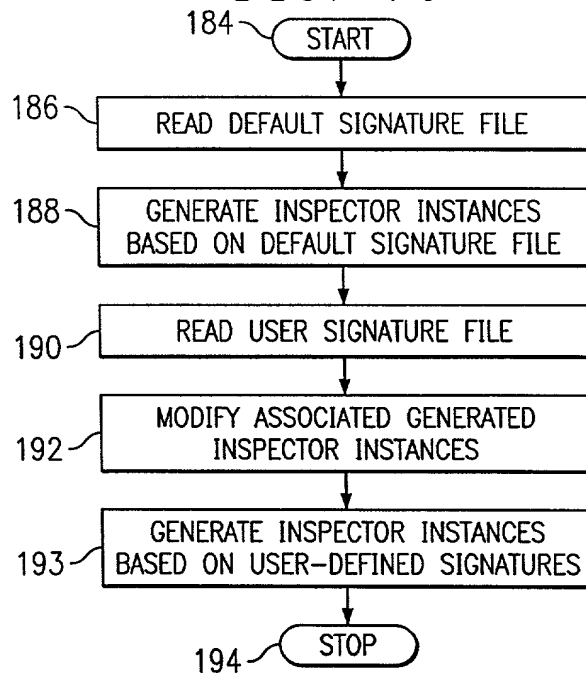 184
START
186
READ DEFAULT SIGNATURE FILE
188
GENERATE INSPECTOR INSTANCES
BASED ON DEFAULT SIGNATURE FILE
190
READ USER SIGNATURE FILE
192
MODIFY ASSOCIATED GENERATED
INSPECTOR INSTANCES
193
GENERATE INSPECTOR INSTANCES
BASED ON USER-DEFINED SIGNATURES
194
STOP